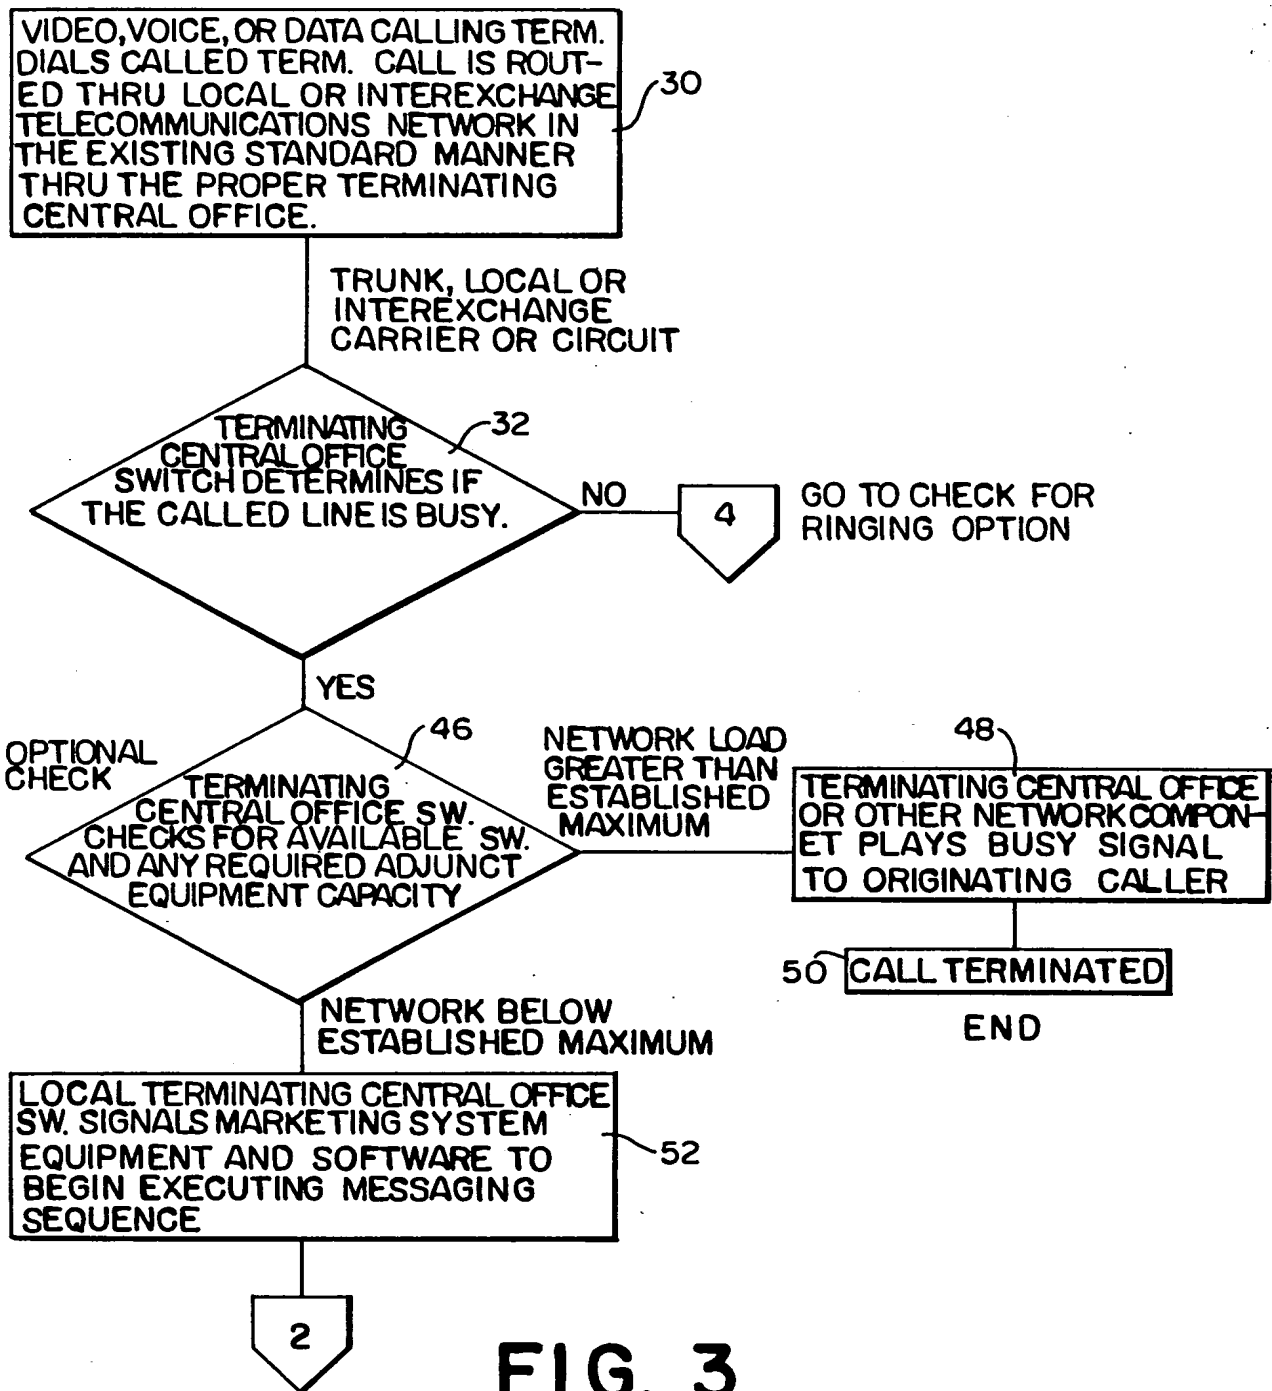 VIDEO, VOICE, OR DATA CALLING TERM.
DIALS CALLED TERM. CALL IS ROUT-
ED THRU LOCAL OR INTEREXCHANGE
TELECOMMUNICATIONS NETWORK IN
THE EXISTING STANDARD MANNER
THRU THE PROPER TERMINATING
CENTRAL OFFICE.
30
TRUNK, LOCAL OR
INTEREXCHANGE
CARRIER OR CIRCUIT
TERMINATING
CENTRAL OFFICE
SWITCH DETERMINES IF
THE CALLED LINE IS BUSY.
32
NO
4
GO TO CHECK FOR
RINGING OPTION
YES
OPTIONAL
CHECK
46
TERMINATING
CENTRAL OFFICE SW.
CHECKS FOR AVAILABLE SW.
AND ANY REQUIRED ADJUNCT
EQUIPMENT CAPACITY
NETWORK LOAD
GREATER THAN
ESTABLISHED
MAXIMUM
48
TERMINATING CENTRAL OFFICE
OR OTHER NETWORK COMPON-
ET PLAYS BUSY SIGNAL
TO ORIGINATING CALLER
50
CALL TERMINATED
END
NETWORK BELOW
ESTABLISHED MAXIMUM
LOCAL TERMINATING CENTRAL OFFICE
SW. SIGNALS MARKETING SYSTEM
EQUIPMENT AND SOFTWARE TO
BEGIN EXECUTING MESSAGING
SEQUENCE
52
2
FIG. 3